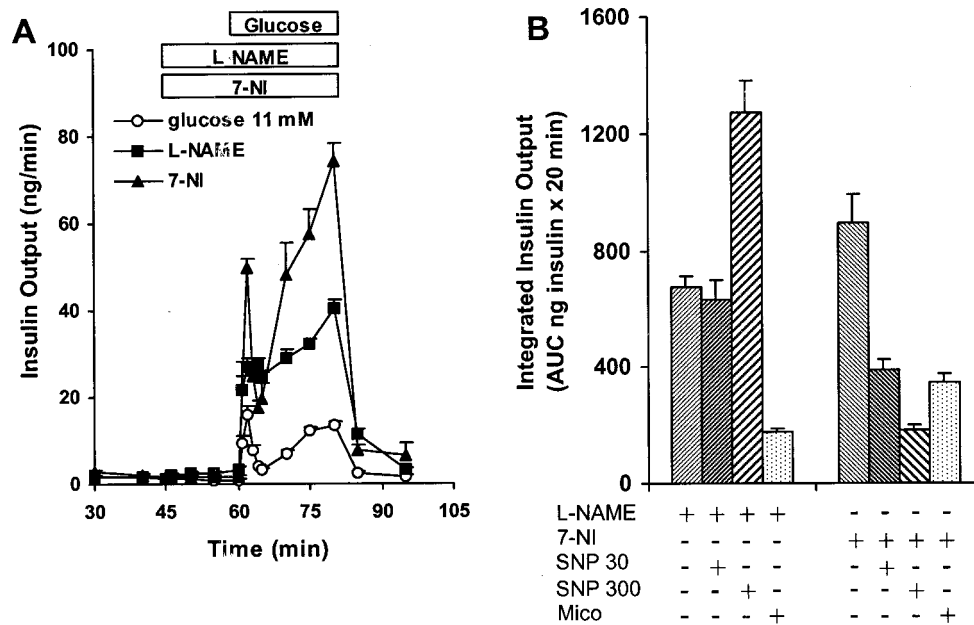 A
Glucose
L-NAME
7-NI
glucose 11 mM
L-NAME
7-NI
Insulin Output (ng/min)
100
80
60
40
20
0
30 45 60 75 90 105
Time (min)
B
Integrated Insulin Output
(AUC ng insulin x 20 min)
1600
1200
800
400
0
L-NAME + + + + - - - -
7-NI - - - - + + + +
SNP 30 - + - - - + - -
SNP 300 - - + - - - + -
Mico - - - + - - - +